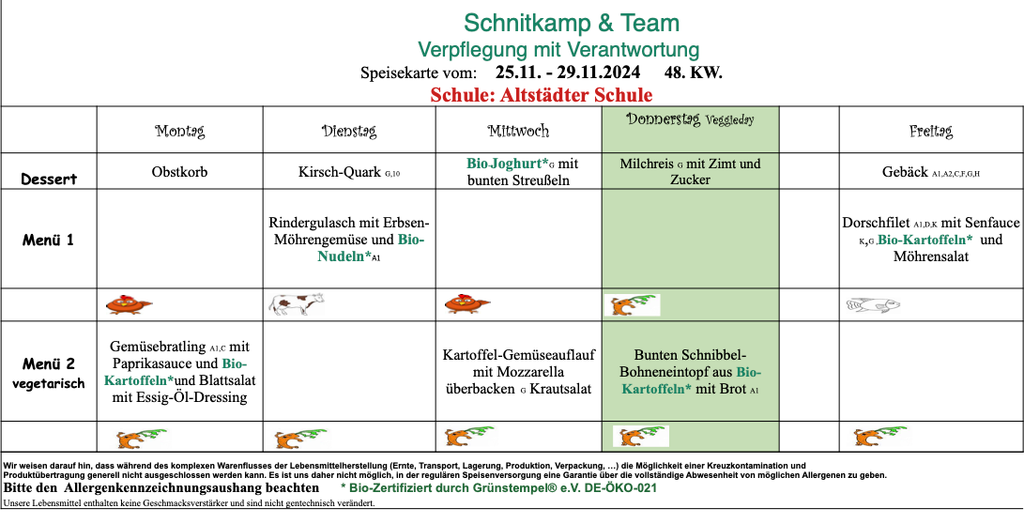 Schnitkamp & Team
Verpflegung mit Verantwortung
Speisekarte vom: 25.11. - 29.11.2024 48. KW.
Schule: Altstädter Schule
Montag
Dienstag
Mittwoch
Donnerstag Veggieday
Freitag
Dessert
Obstkorb
Kirsch-Quark G,10
Bio-Joghurt*G mit
bunten Streußeln
Milchreis G mit Zimt und
Zucker
Gebäck A1,A2,C,F,G,H
Menü 1
Rindergulasch mit Erbsen-
Möhrengemüse und Bio-
Nudeln*A1
Dorschfilet A1,D,K mit Senfauce
K,G ,Bio-Kartoffeln* und
Möhrensalat
Menü 2
vegetarisch
Gemüsebratling A1,C mit
Paprikasauce und Bio-
Kartoffeln*und Blattsalat
mit Essig-Öl-Dressing
Kartoffel-Gemüseauflauf
mit Mozzarella
überbacken G Krautsalat
Bunten Schnibbel-
Bohneneintopf aus Bio-
Kartoffeln* mit Brot A1
Wir weisen darauf hin, dass während des komplexen Warenflusses der Lebensmittelherstellung (Ernte, Transport, Lagerung, Produktion, Verpackung, ...) die Möglichkeit einer Kreuzkontamination und
Produktübertragung generell nicht ausgeschlossen werden kann. Es ist uns daher nicht möglich, in der regulären Speisenversorgung eine Garantie über die vollständige Abwesenheit von möglichen Allergenen zu geben.
Bitte den Allergenkennzeichnungsaushang beachten * Bio-Zertifiziert durch Grünstempel® e.V. DE-ÖKO-021
Unsere Lebensmittel enthalten keine Geschmacksverstärker und sind nicht gentechnisch verändert.